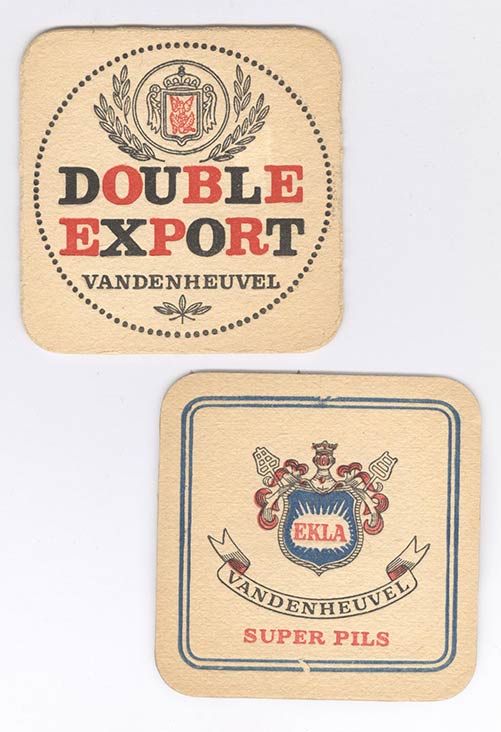 DOUBLE
EXPORT
VANDENHEUVEL
EKLA
VANDENHEUVEL
SUPER PILS